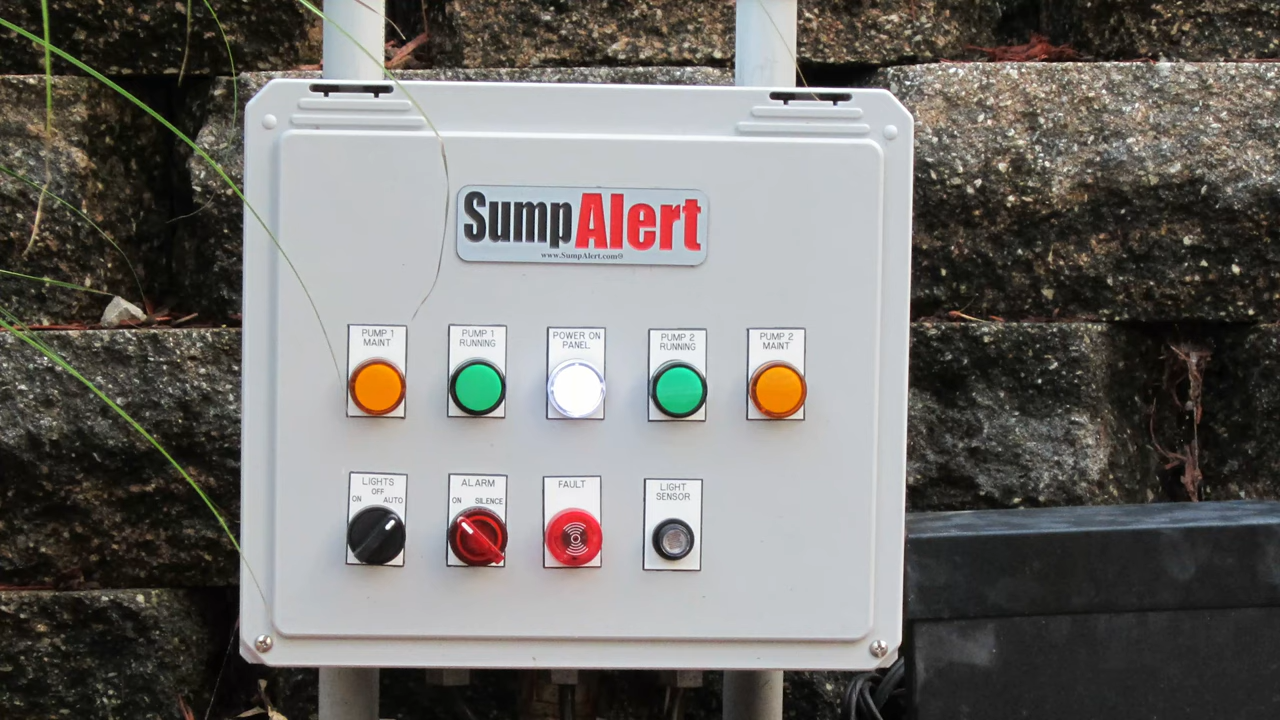 SumpAlert
www.SumpAlert.com®
PUMP 1
MAINT
PUMP 1
RUNNING
POWER ON
PANEL
PUMP 2
RUNNING
PUMP 2
MAINT
LIGHTS
OFF
ON AUTO
ALARM
ON SILENCE
FAULT
LIGHT
SENSOR